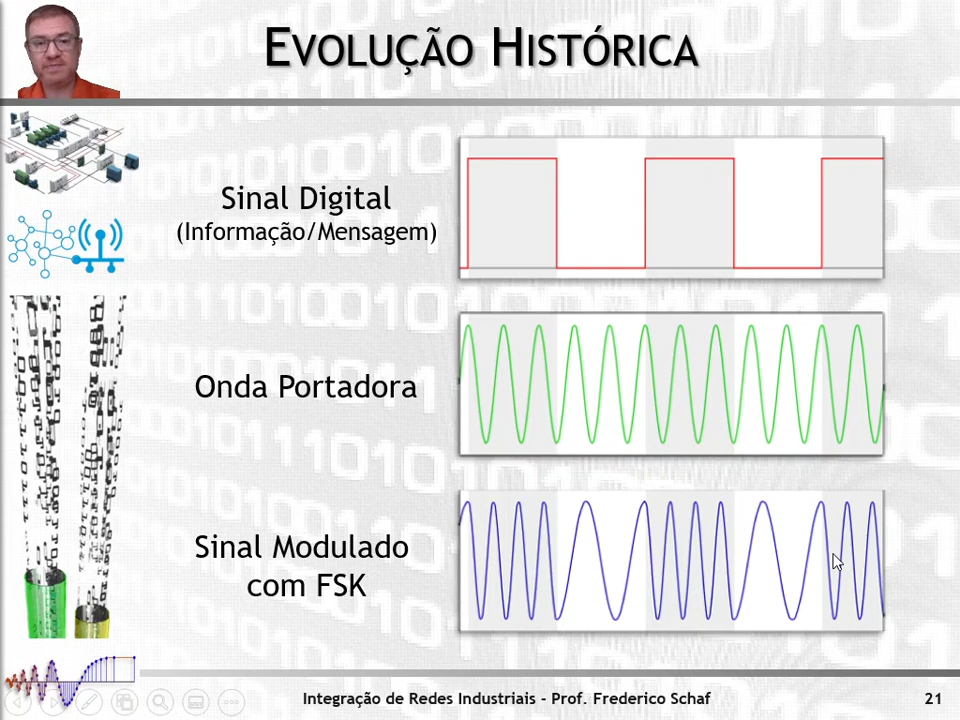 EVOLUÇÃO HISTÓRICA
Sinal Digital
(Informação/Mensagem)
Onda Portadora
Sinal Modulado
com FSK
Integração de Redes Industriais - Prof. Frederico Schaf
21